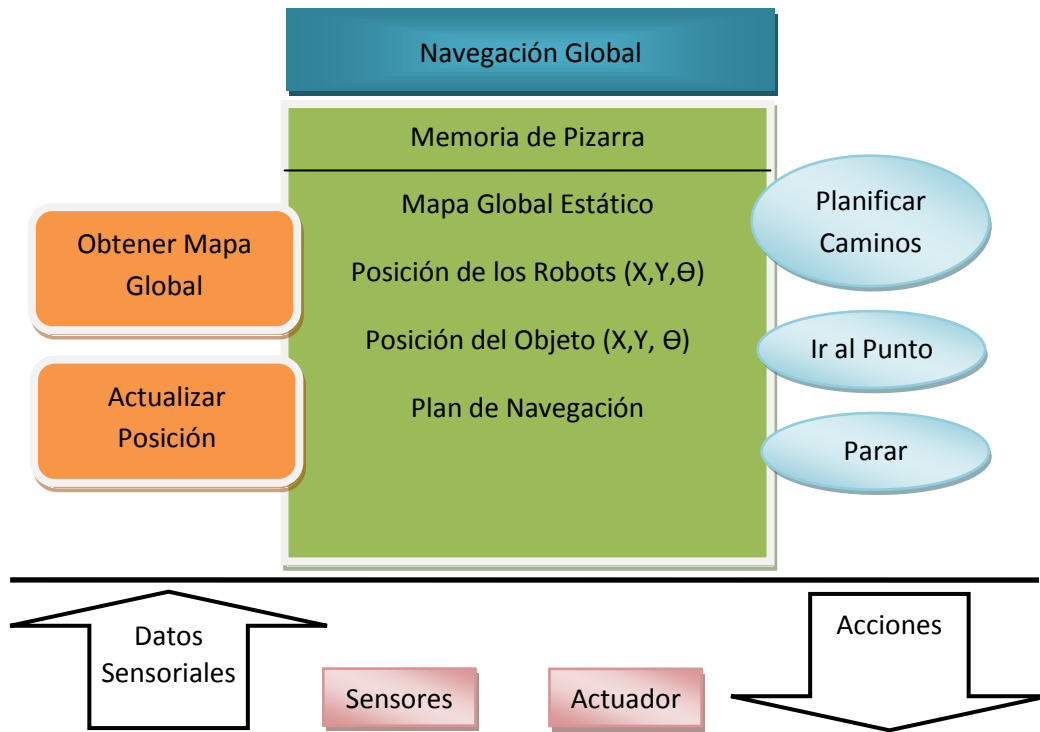 Navegación Global
Memoria de Pizarra
Mapa Global Estático
Posición de los Robots (X,Y,Ө)
Posición del Objeto (X,Y, Ө)
Plan de Navegación
Obtener Mapa
Global
Actualizar
Posición
Planificar
Caminos
Ir al Punto
Parar
Datos
Sensoriales
Sensores
Actuador
Acciones